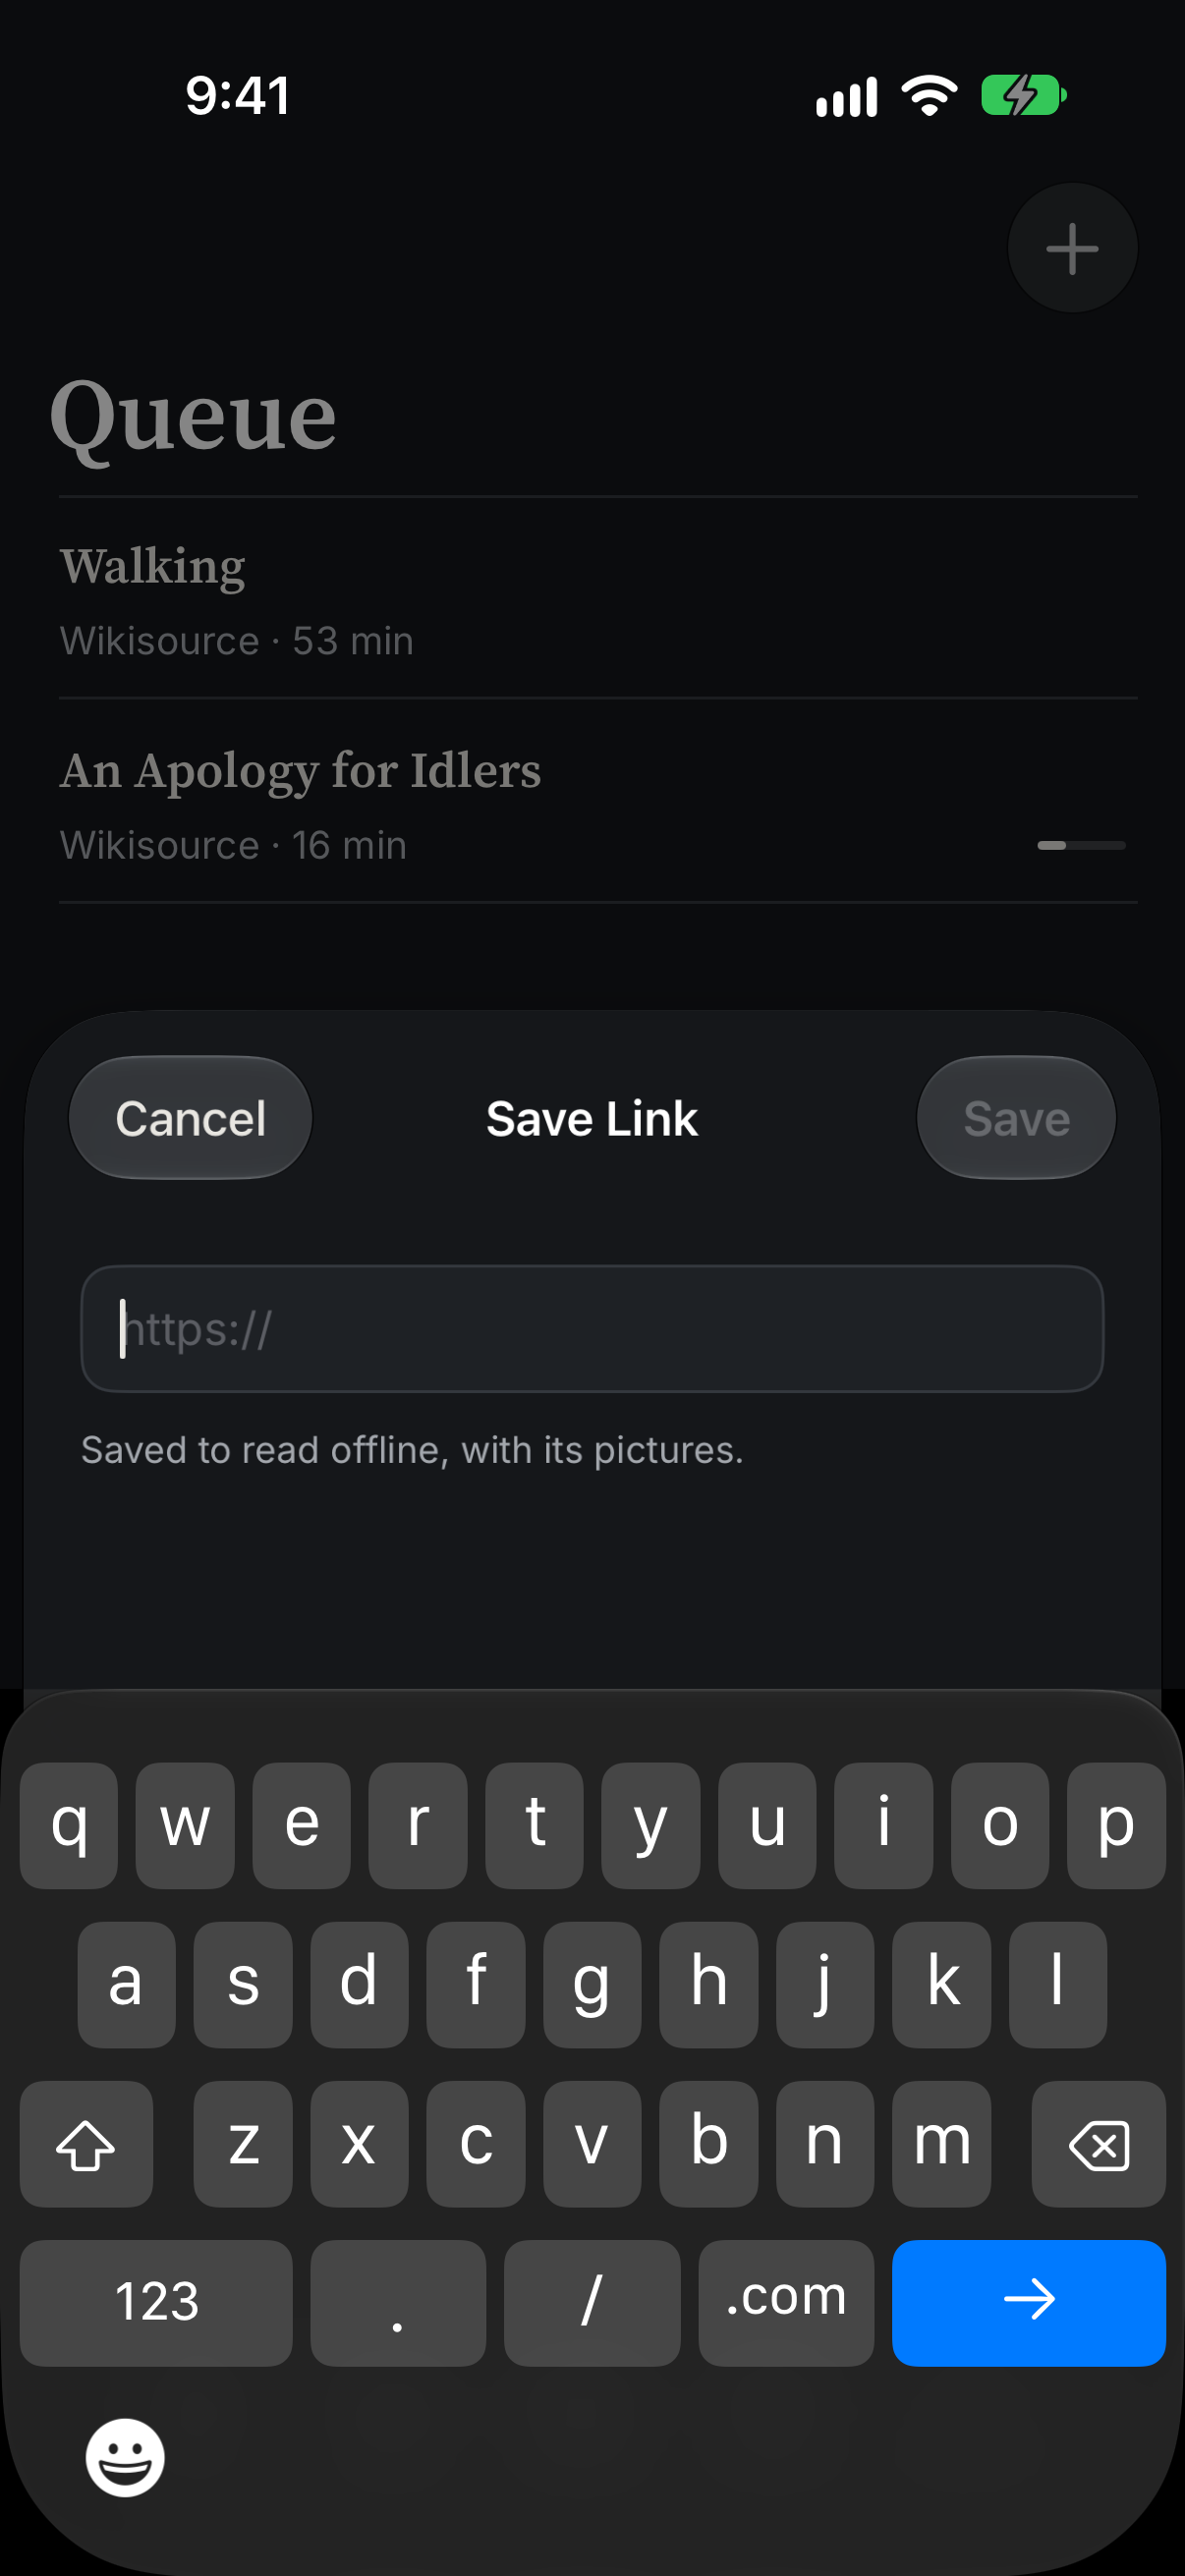 9:41
Queue
Walking
Wikisource · 53 min
An Apology for Idlers
Wikisource · 16 min
Cancel
Save Link
Save
https://
Saved to read offline, with its pictures.
q w e r t y u i o p
a s d f g h j k l
z x c v b n m
123 . / .com